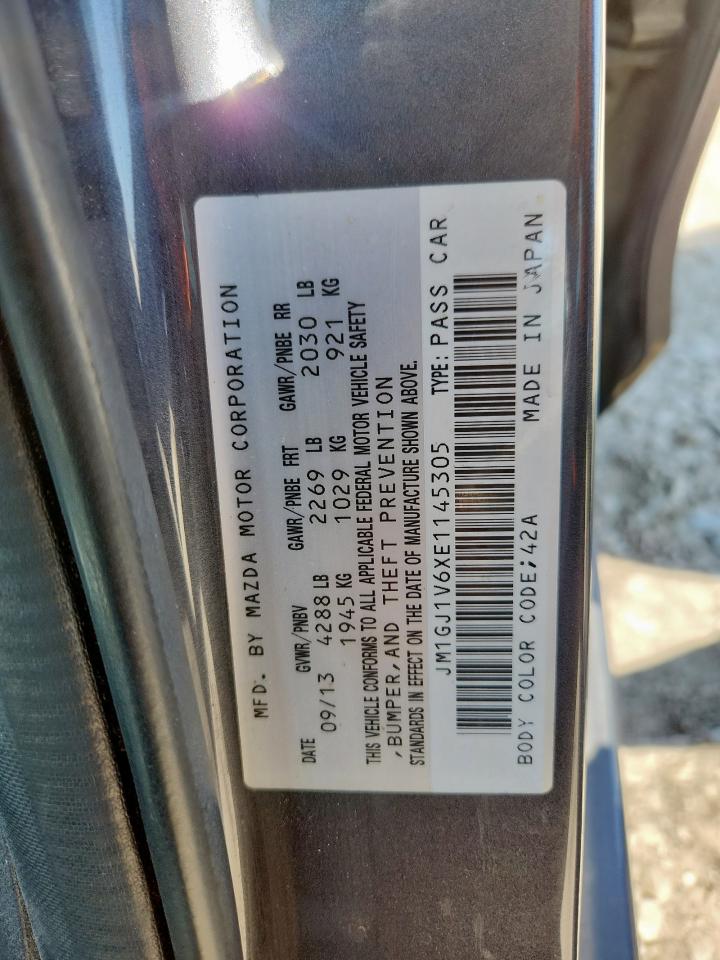 MFD. BY MAZDA MOTOR CORPORATION
DATE GVWR/PNBV GAWR/PNBE FRT GAWR/PNBE RR
09/13 4288 LB 2269 LB 2030 LB
1945 KG 1029 KG 921 KG
THIS VEHICLE CONFORMS TO ALL APPLICABLE FEDERAL MOTOR VEHICLE SAFETY
,BUMPER,AND THEFT PREVENTION
STANDARDS IN EFFECT ON THE DATE OF MANUFACTURE SHOWN ABOVE.
JM1GJ1V6XE1145305 TYPE: PASS CAR
BODY COLOR CODE;42A MADE IN JAPAN